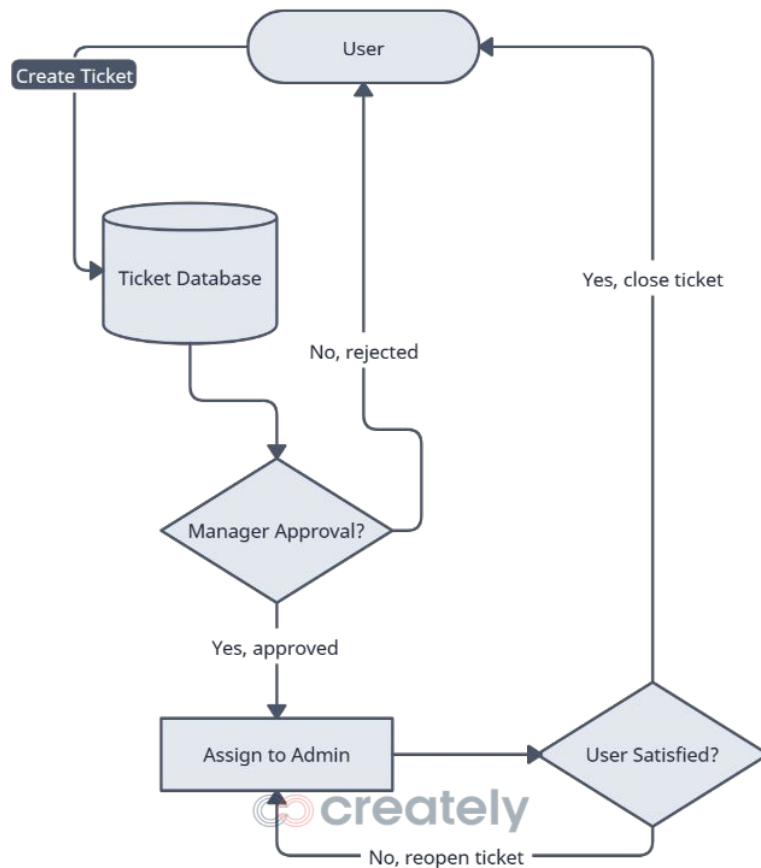 User
Create Ticket
Ticket Database
Yes, close ticket
No, rejected
Manager Approval?
Yes, approved
Assign to Admin
User Satisfied?
creately
No, reopen ticket